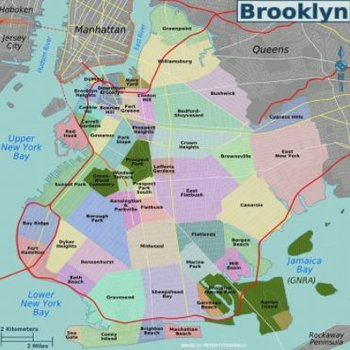 Brooklyn
Hoboken
Manhattan
Jersey
City
Hudson River
East River
Greenpoint
Queens
Williamsburg
DUMBO
Navy
Yard
Downtown
Brooklyn
Brooklyn
Heights
Clinton
Hill
Bushwick
Cobble
Hill
Boerum
Hill
Fort
Greene
Bedford-
Stuyvesant
Cypress Hills
Carroll
Gardens
Red
Hook
Gowanus
Prospect
Heights
Park
Slope
Crown
Heights
Upper
New York
Bay
Brownsville
East
New York
Prospect
Park
Lefferts
Gardens
Windsor
Terrace
Green-
Wood
Cemetery
Sunset Park
Prospect
Park
South
East
Flatbush
Kensington
&
Parkville
Flatbush
Canarsie
Borough
Park
Bay Ridge
Flatlands
Dyker
Heights
Fort
Hamilton
Midwood
Bergen
Beach
Bensonhurst
Marine
Park
Mill
Basin
Jamaica
Bay
(GNRA)
Bath
Beach
Lower
New York
Bay
Gravesend
Sheepshead
Bay
Gerritsen
Beach
Sea
Gate
Coney
Island
Brighton
Beach
Manhattan
Beach
Rockaway
Peninsula
2 Kilometers
2 Miles